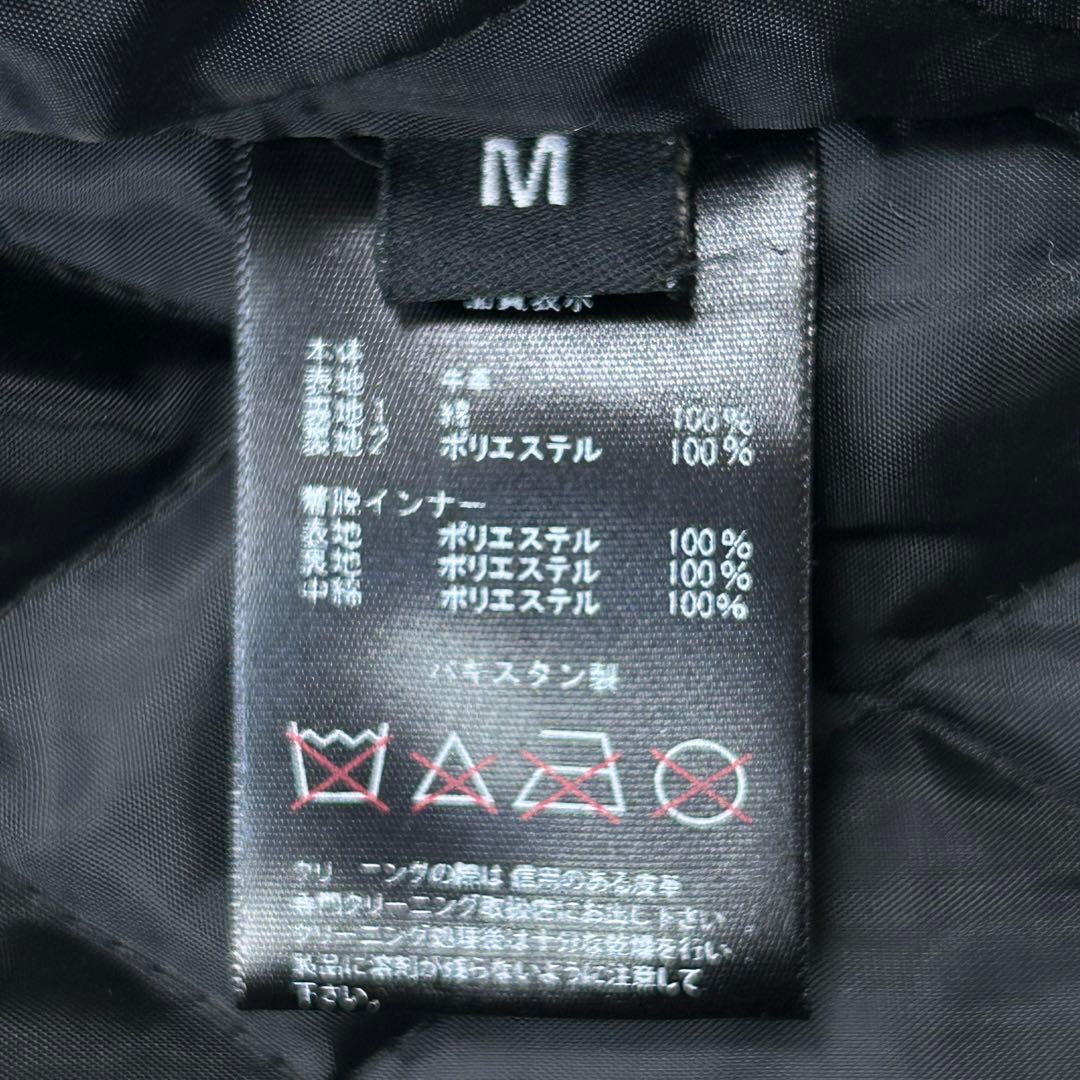 M
品質表示
本体
表地 牛革
裏地1 綿 100%
裏地2 ポリエステル 100%
着脱インナー
表地 ポリエステル 100%
裏地 ポリエステル 100%
中綿 ポリエステル 100%
パキスタン製
クリーニングの際は信用のある皮革
専門クリーニング取扱店にお出し下さい
クリーニング処理後は十分な乾燥を行い
製品に溶剤が残らないように注意して
下さい。